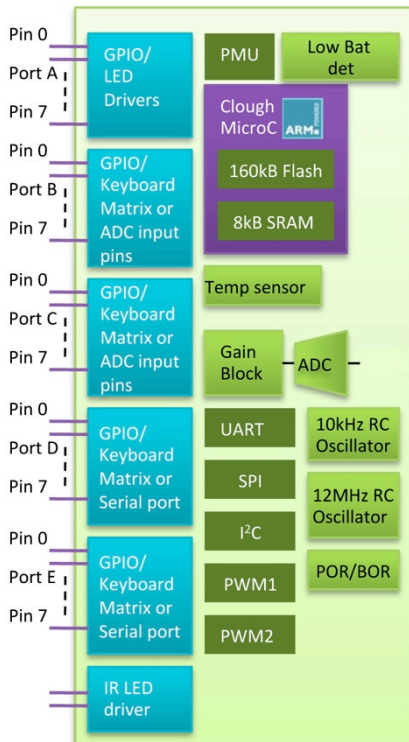 Pin 0
Port A
Pin 7
GPIO/
LED
Drivers
PMU
Low Bat
det
Clough
MicroC
ARM
POWERED
160kB Flash
8kB SRAM
Pin 0
Port B
Pin 7
GPIO/
Keyboard
Matrix or
ADC input
pins
Temp sensor
Pin 0
Port C
Pin 7
GPIO/
Keyboard
Matrix or
ADC input
pins
Gain
Block
ADC
Pin 0
Port D
Pin 7
GPIO/
Keyboard
Matrix or
Serial port
UART
SPI
I²C
PWM1
PWM2
10kHz RC
Oscillator
12MHz RC
Oscillator
POR/BOR
Pin 0
Port E
Pin 7
GPIO/
Keyboard
Matrix or
Serial port
IR LED
driver